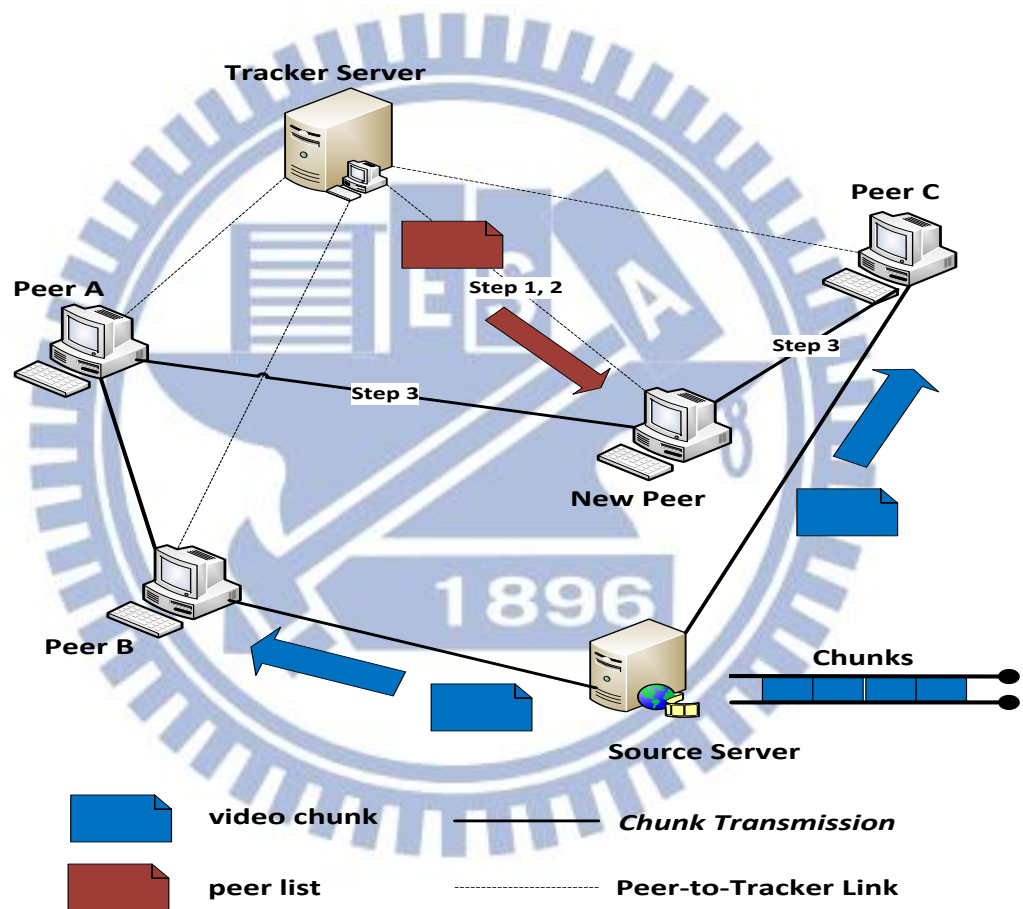 Tracker Server
Peer C
Peer A
Step 1, 2
Step 3
Step 3
New Peer
E S A
8
1896
Peer B
Chunks
Source Server
video chunk
Chunk Transmission
peer list
Peer-to-Tracker Link